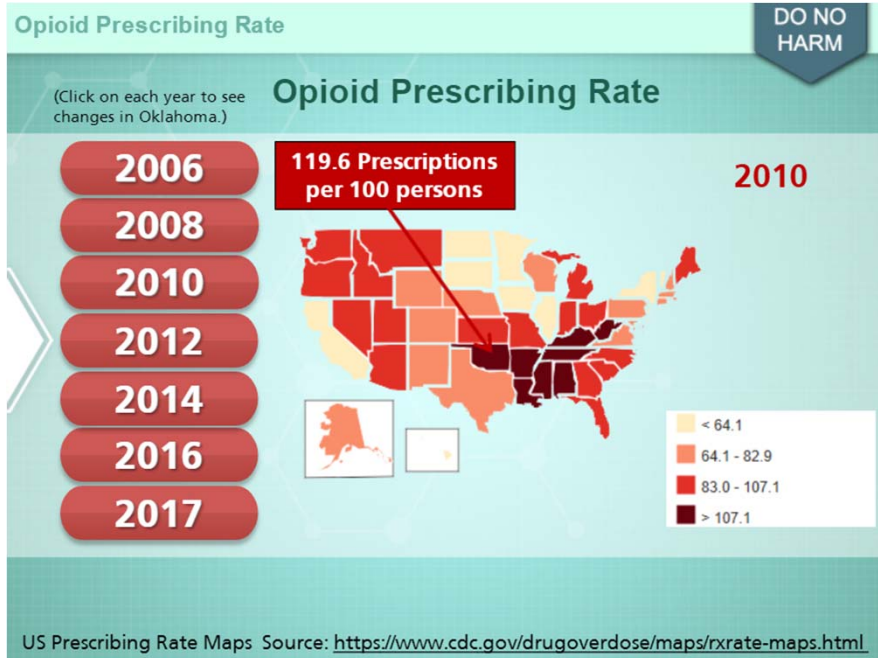 Opioid Prescribing Rate
DO NO
HARM
(Click on each year to see
changes in Oklahoma.)
Opioid Prescribing Rate
2006
2008
2010
2012
2014
2016
2017
119.6 Prescriptions
per 100 persons
2010
< 64.1
64.1 - 82.9
83.0 - 107.1
> 107.1
US Prescribing Rate Maps Source: https://www.cdc.gov/drugoverdose/maps/rxrate-maps.html